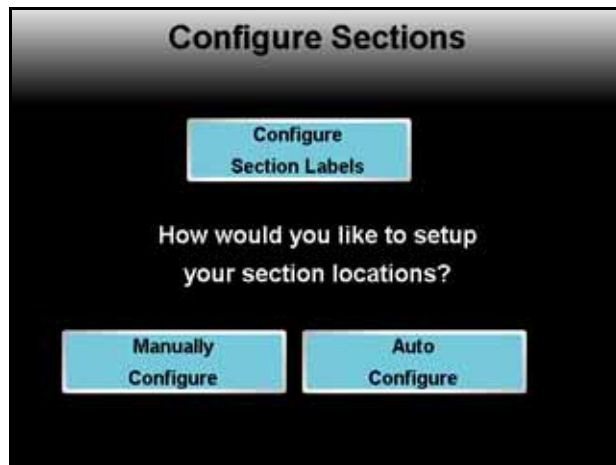 Configure Sections
Configure
Section Labels
How would you like to setup
your section locations?
Manually
Configure
Auto
Configure